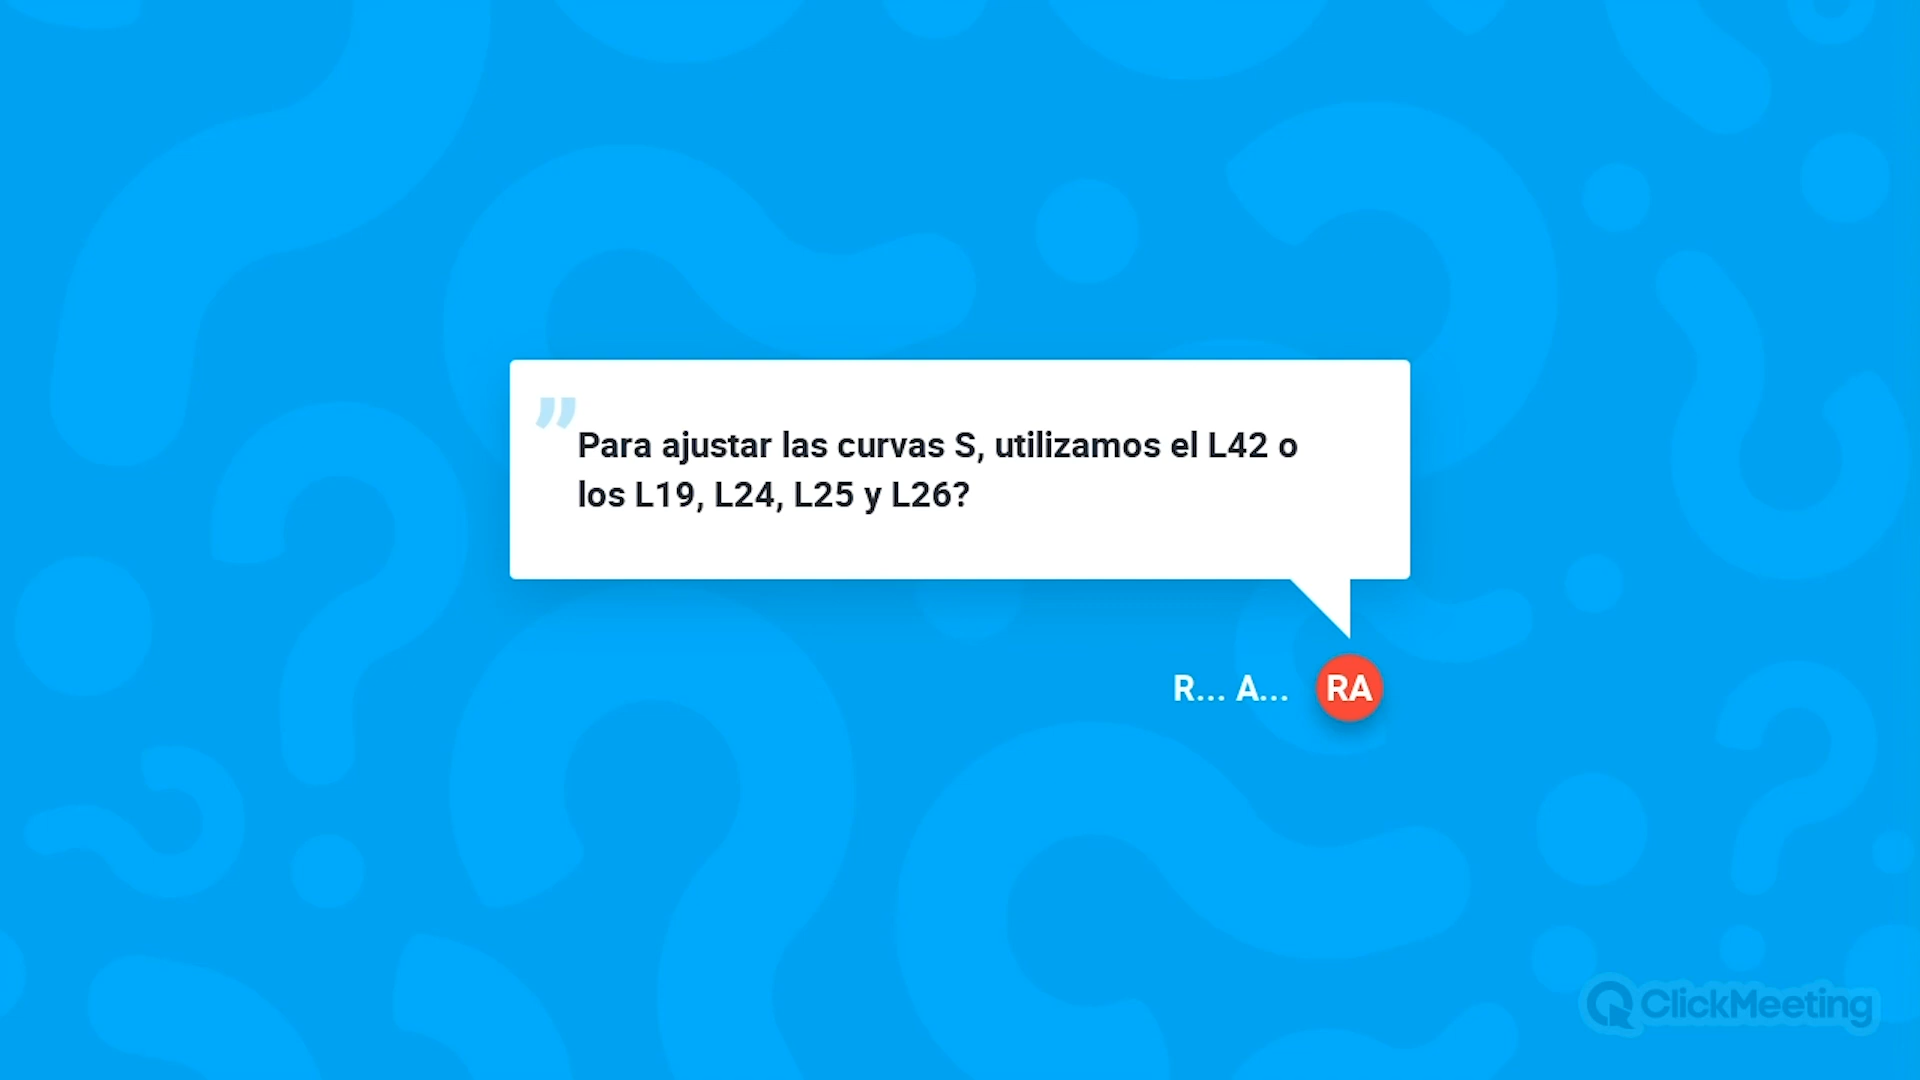 ”
Para ajustar las curvas S, utilizamos el L42 o
los L19, L24, L25 y L26?
R... A... RA
ClickMeeting